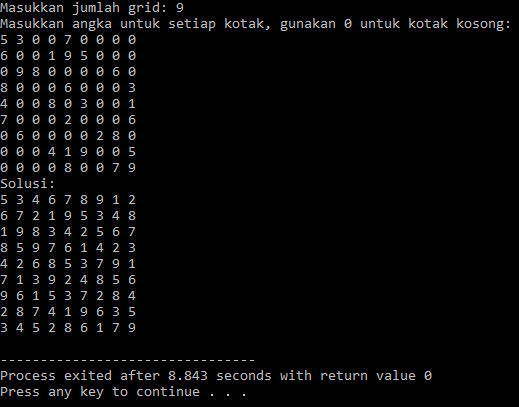 Masukkan jumlah grid: 9
Masukkan angka untuk setiap kotak, gunakan 0 untuk kotak kosong:
5 3 0 0 7 0 0 0 0
6 0 0 1 9 5 0 0 0
0 9 8 0 0 0 0 6 0
8 0 0 0 6 0 0 0 3
4 0 0 8 0 3 0 0 1
7 0 0 0 2 0 0 0 6
0 6 0 0 0 0 2 8 0
0 0 0 4 1 9 0 0 5
0 0 0 0 8 0 0 7 9
Solusi:
5 3 4 6 7 8 9 1 2
6 7 2 1 9 5 3 4 8
1 9 8 3 4 2 5 6 7
8 5 9 7 6 1 4 2 3
4 2 6 8 5 3 7 9 1
7 1 3 9 2 4 8 5 6
9 6 1 5 3 7 2 8 4
2 8 7 4 1 9 6 3 5
3 4 5 2 8 6 1 7 9
--------------------------------
Process exited after 8.843 seconds with return value 0
Press any key to continue . . .